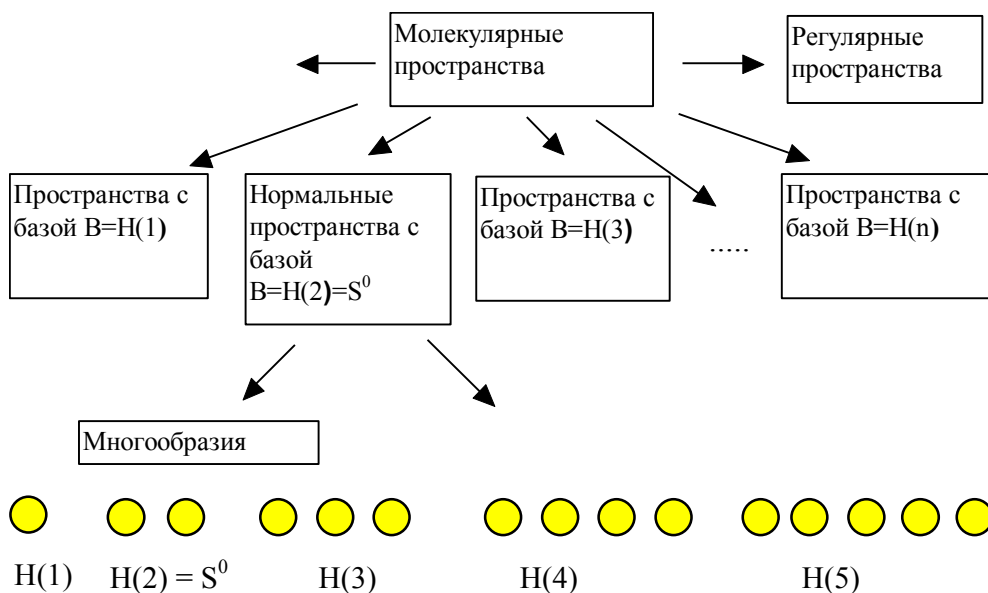 Молекулярные
пространства
Регулярные
пространства
Пространства с
базой B=H(1)
Нормальные
пространства с
базой
B=H(2)=S⁰
Пространства с
базой B=H(3)
.....
Пространства с
базой B=H(n)
Многообразия
H(1)
H(2) = S⁰
H(3)
H(4)
H(5)